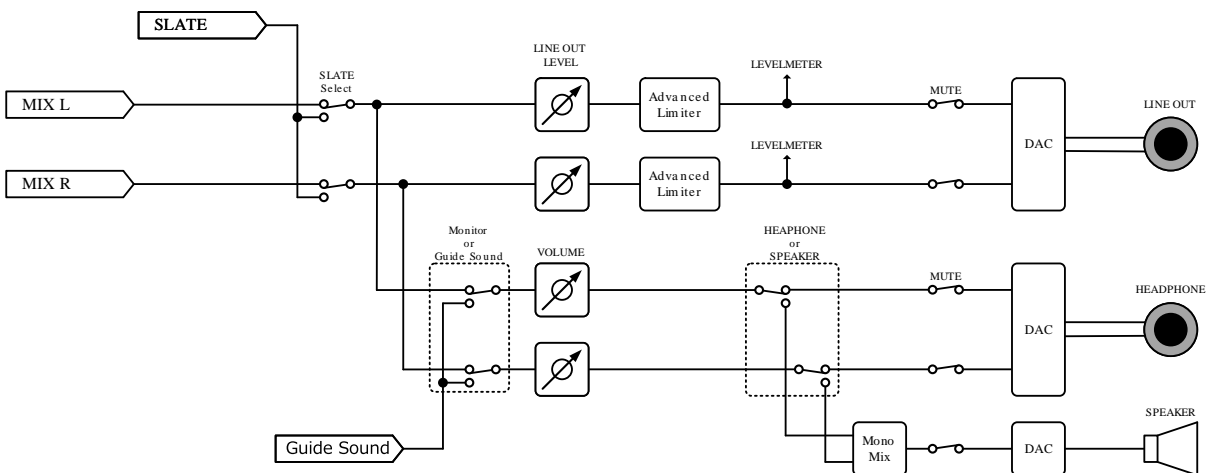 SLATE
LINE OUT
LEVEL
LEVELMETER
SLATE
Select
MUTE
LINE OUT
MIX L
Advanced
Limiter
DAC
LEVELMETER
MIX R
Advanced
Limiter
Monitor
or
Guide Sound
VOLUME
HEAPHONE
or
SPEAKER
MUTE
HEADPHONE
DAC
SPEAKER
Guide Sound
Mono
Mix
DAC